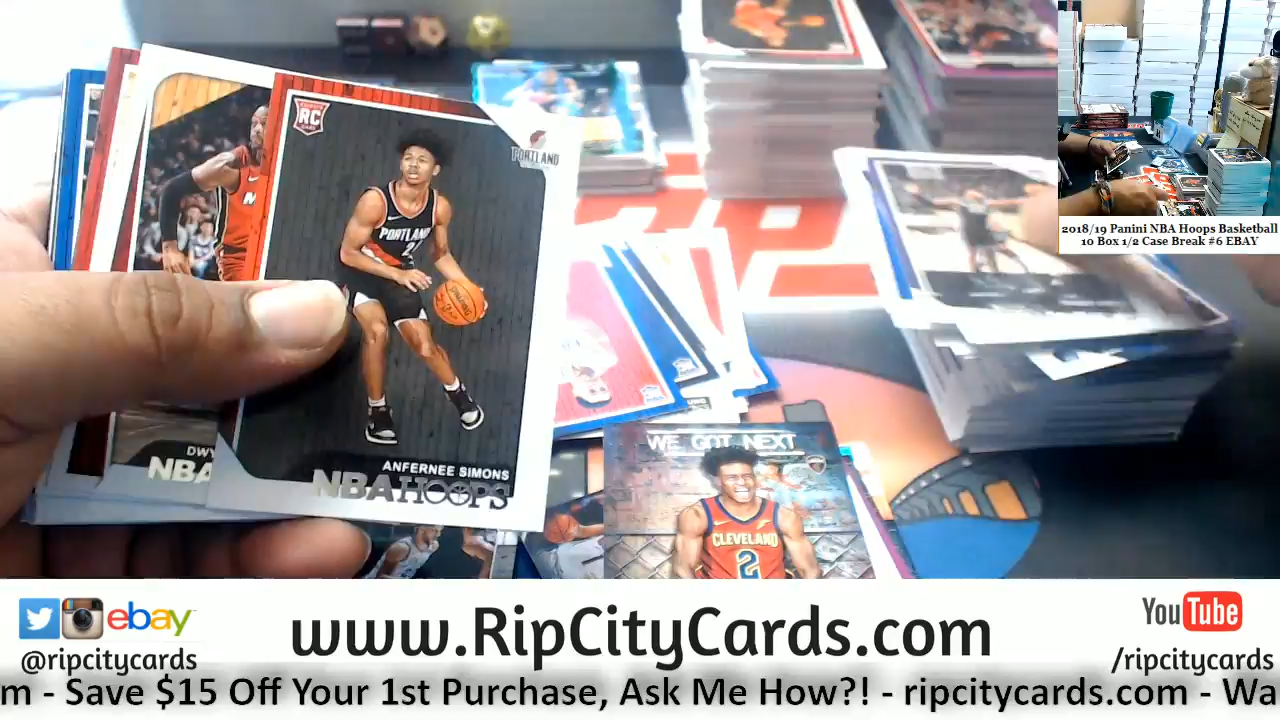 RC
PORTLAND
PORTLAND
2
ANFERNEE SIMONS
NBA HOOPS
DWY
NBA
WE GOT NEXT
CLEVELAND
2
2018/19 Panini NBA Hoops Basketball
10 Box 1/2 Case Break #6 EBAY
ebay
@ripcitycards
www.RipCityCards.com
YouTube
/ripcitycards
m - Save $15 Off Your 1st Purchase, Ask Me How?! - ripcitycards.com - Wa